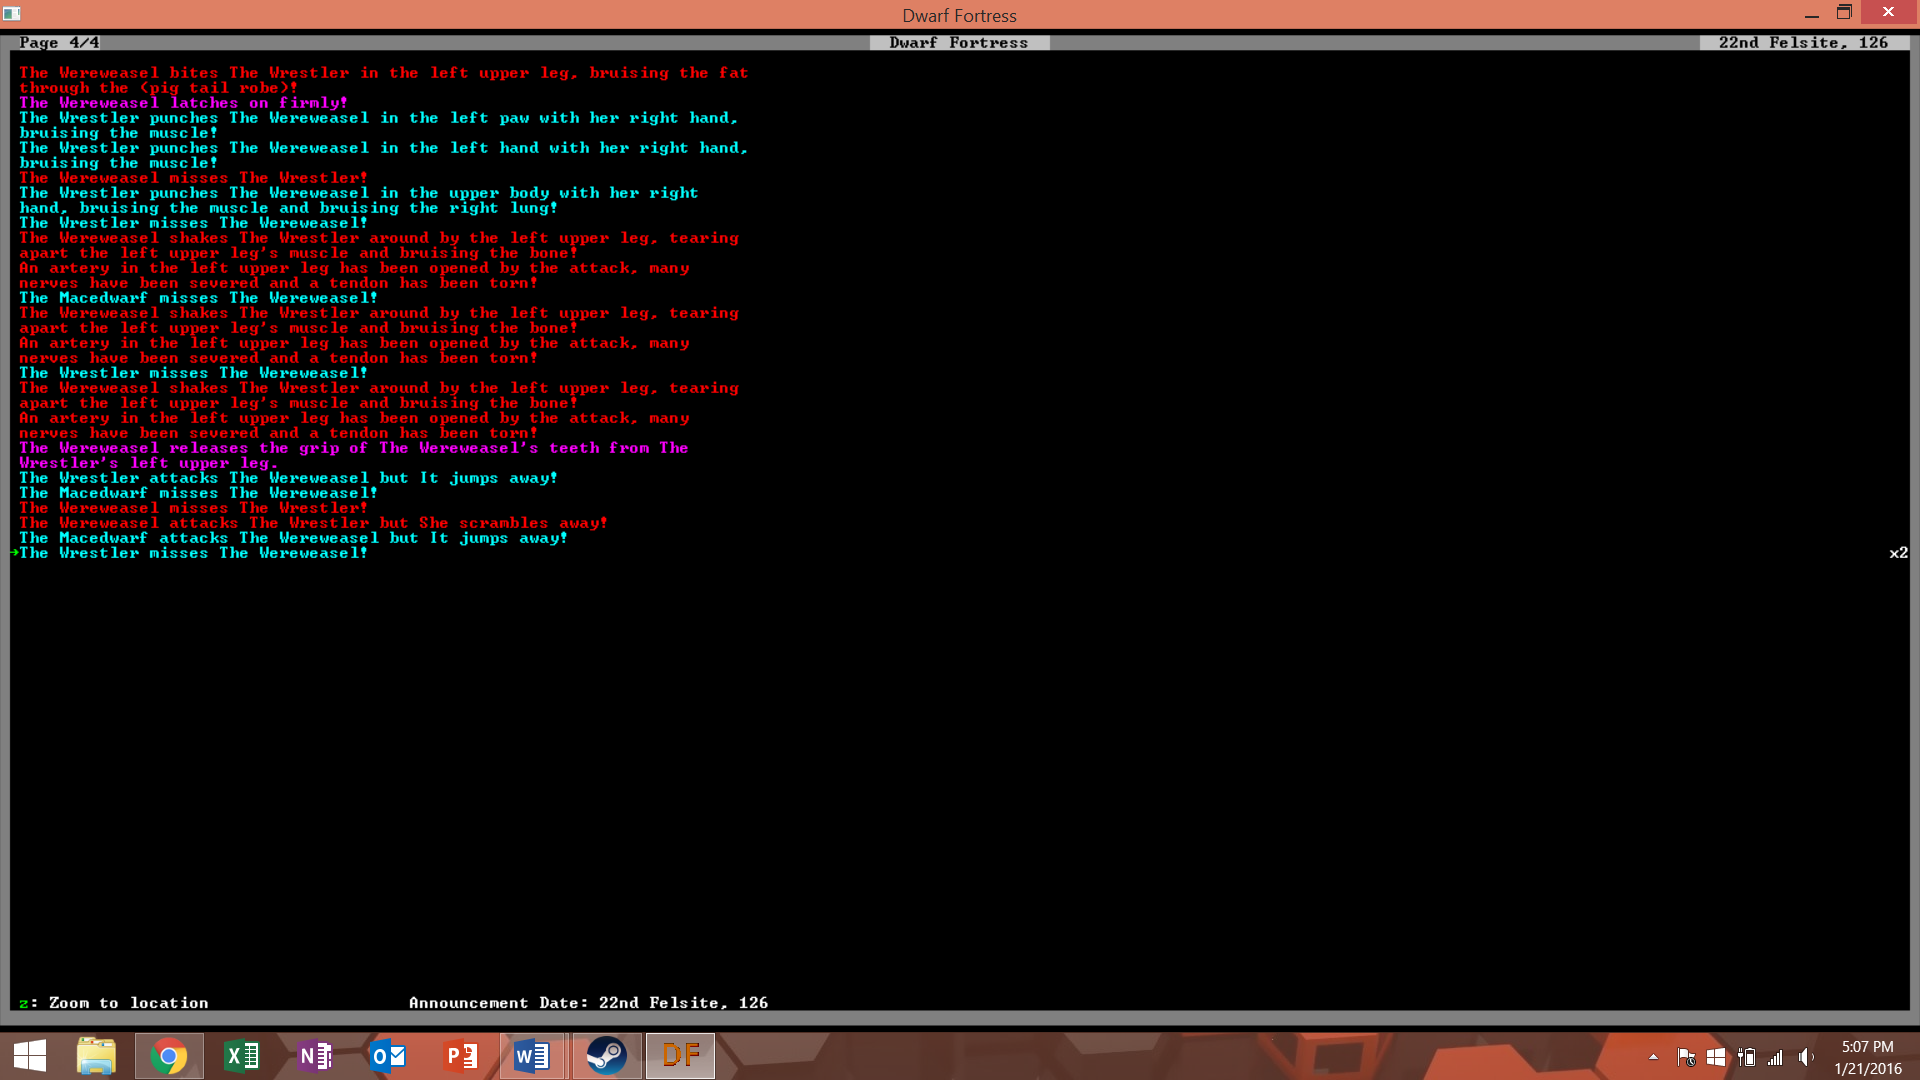 Dwarf Fortress
Page 4/4 Dwarf Fortress 22nd Felsite, 126
The Wereweasel bites The Wrestler in the left upper leg, bruising the fat
through the (pig tail robe)!
The Wereweasel latches on firmly!
The Wrestler punches The Wereweasel in the left paw with her right hand,
bruising the muscle!
The Wrestler punches The Wereweasel in the left hand with her right hand,
bruising the muscle!
The Wereweasel misses The Wrestler!
The Wrestler punches The Wereweasel in the upper body with her right
hand, bruising the muscle and bruising the right lung!
The Wrestler misses The Wereweasel!
The Wereweasel shakes The Wrestler around by the left upper leg, tearing
apart the left upper leg's muscle and bruising the bone!
An artery in the left upper leg has been opened by the attack, many
nerves have been severed and a tendon has been torn!
The Macedwarf misses The Wereweasel!
The Wereweasel shakes The Wrestler around by the left upper leg, tearing
apart the left upper leg's muscle and bruising the bone!
An artery in the left upper leg has been opened by the attack, many
nerves have been severed and a tendon has been torn!
The Wrestler misses The Wereweasel!
The Wereweasel shakes The Wrestler around by the left upper leg, tearing
apart the left upper leg's muscle and bruising the bone!
An artery in the left upper leg has been opened by the attack, many
nerves have been severed and a tendon has been torn!
The Wereweasel releases the grip of The Wereweasel's teeth from The
Wrestler's left upper leg.
The Wrestler attacks The Wereweasel but It jumps away!
The Macedwarf misses The Wereweasel!
The Wereweasel misses The Wrestler!
The Wereweasel attacks The Wrestler but She scrambles away!
The Macedwarf attacks The Wereweasel but It jumps away!
The Wrestler misses The Wereweasel! x2
z: Zoom to location Announcement Date: 22nd Felsite, 126
DF
5:07 PM
1/21/2016